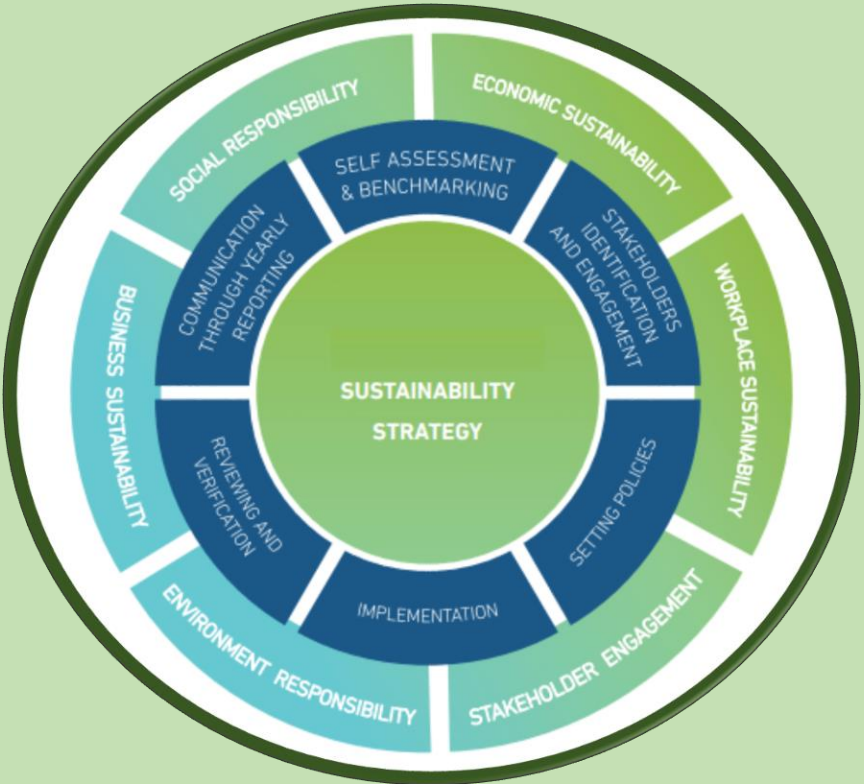 SOCIAL RESPONSIBILITY
ECONOMIC SUSTAINABILITY
WORKPLACE SUSTAINABILITY
STAKEHOLDER ENGAGEMENT
ENVIRONMENT RESPONSIBILITY
BUSINESS SUSTAINABILITY
SELF ASSESSMENT
& BENCHMARKING
STAKEHOLDERS
IDENTIFICATION
AND ENGAGEMENT
SETTING POLICIES
IMPLEMENTATION
REVIEWING AND
VERIFICATION
COMMUNICATION
THROUGH YEARLY
REPORTING
SUSTAINABILITY
STRATEGY